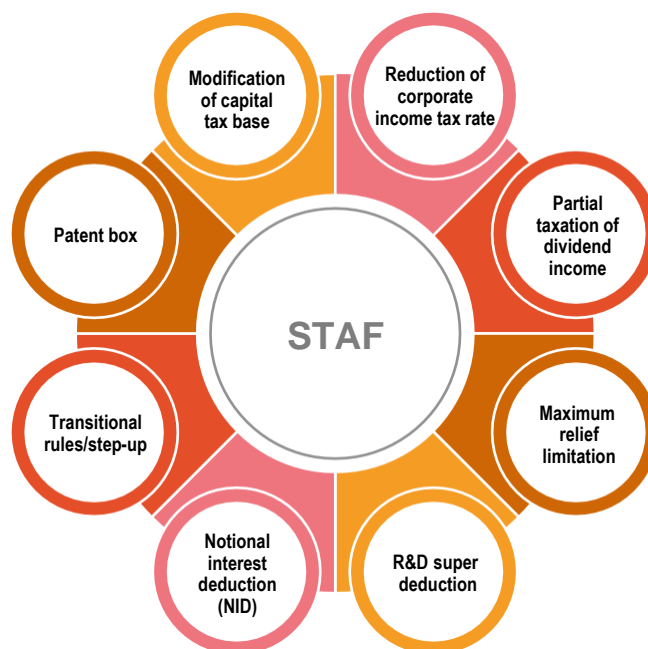 Modification
of capital
tax base
Reduction of
corporate
income tax rate
Patent box
Partial
taxation of
dividend
income
STAF
Transitional
rules/step-up
Maximum
relief
limitation
Notional
interest
deduction
(NID)
R&D super
deduction